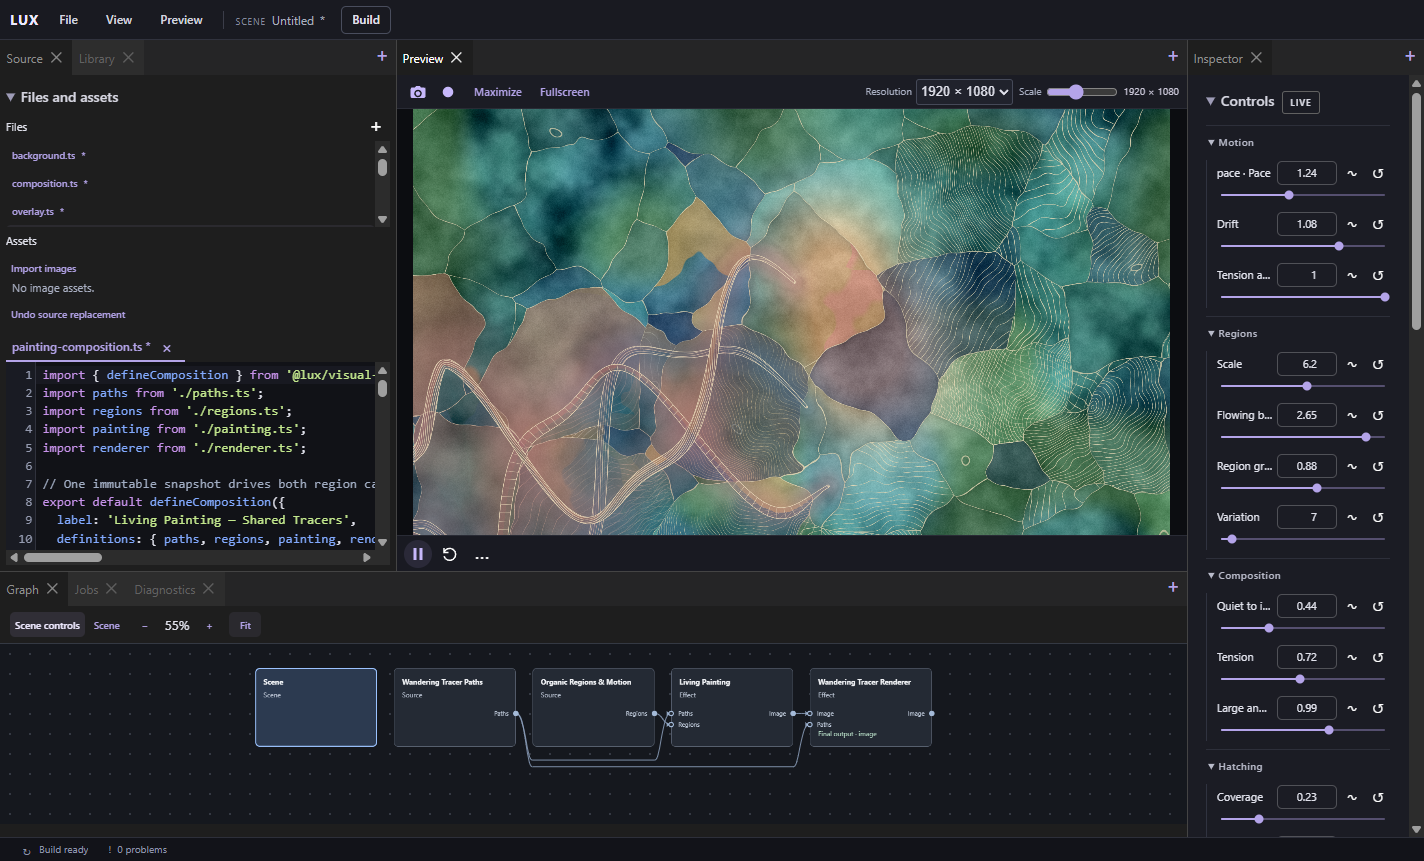 LUX File View Preview SCENE Untitled * Build
Source Library
Files and assets
Files
background.ts *
composition.ts *
overlay.ts *
Assets
Import images
No image assets.
Undo source replacement
painting-composition.ts *
1 import { defineComposition } from '@lux/visual-
2 import paths from './paths.ts';
3 import regions from './regions.ts';
4 import painting from './painting.ts';
5 import renderer from './renderer.ts';
6
7 // One immutable snapshot drives both region ca
8 export default defineComposition({
9 label: 'Living Painting — Shared Tracers',
10 definitions: { paths, regions, painting, rend
Preview
Maximize Fullscreen Resolution 1920 × 1080 Scale 1920 × 1080
...
Graph Jobs Diagnostics
Scene controls Scene − 55% + Fit
Scene
Scene
Wandering Tracer Paths
Source
Paths
Organic Regions & Motion
Source
Regions
Living Painting
Effect
Paths Image
Regions
Wandering Tracer Renderer
Effect
Image Image
Paths
Final output · image
Inspector
Controls LIVE
Motion
pace · Pace 1.24
Drift 1.08
Tension a... 1
Regions
Scale 6.2
Flowing b... 2.65
Region gr... 0.88
Variation 7
Composition
Quiet to i... 0.44
Tension 0.72
Large an... 0.99
Hatching
Coverage 0.23
Build ready ! 0 problems